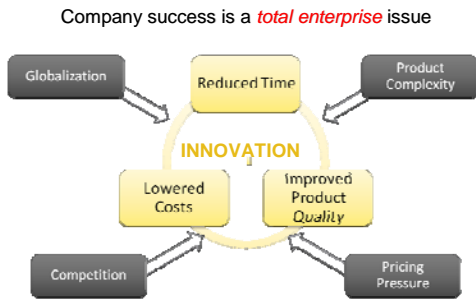 Company success is a total enterprise issue
Globalization
Reduced Time
Product
Complexity
INNOVATION
Lowered
Costs
Improved
Product
Quality
Competition
Pricing
Pressure